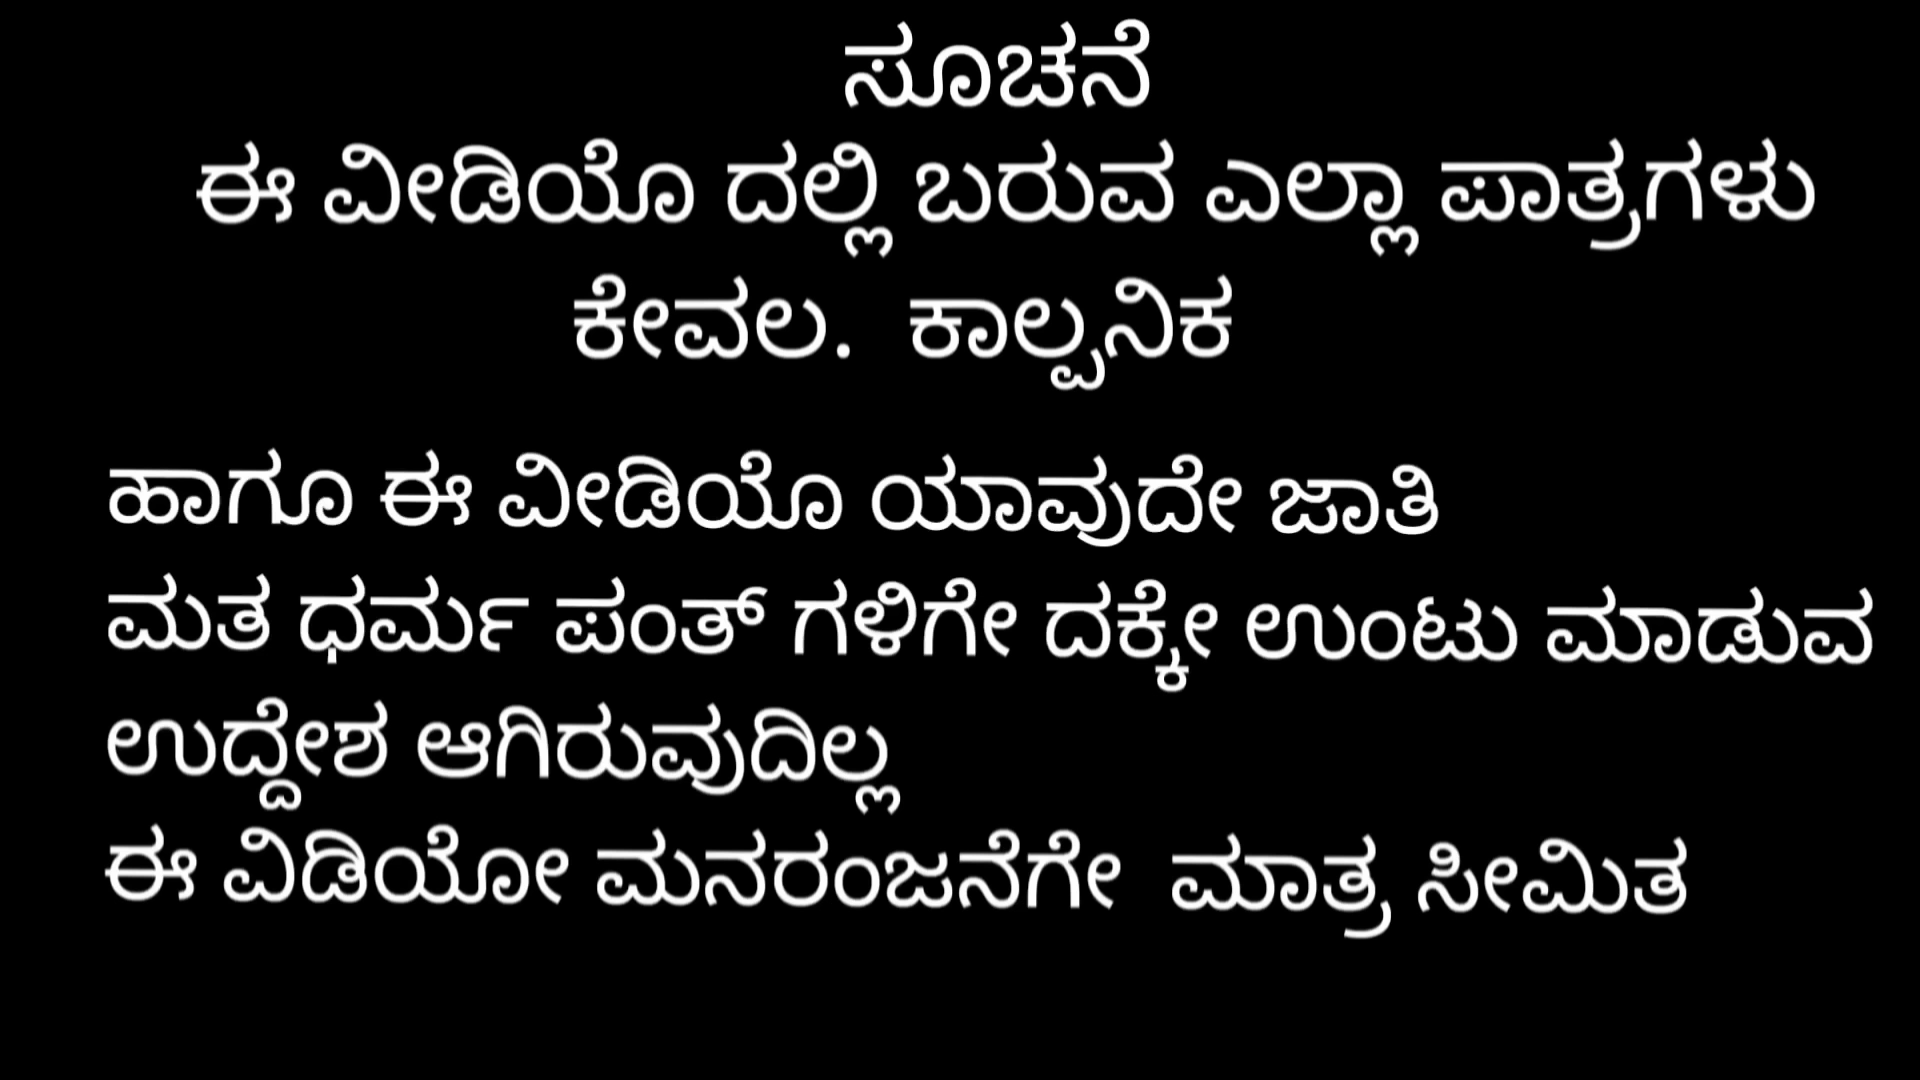 ಸೂಚನೆ
ಈ ವೀಡಿಯೊ ದಲ್ಲಿ ಬರುವ ಎಲ್ಲಾ ಪಾತ್ರಗಳು
ಕೇವಲ. ಕಾಲ್ಪನಿಕ
ಹಾಗೂ ಈ ವೀಡಿಯೊ ಯಾವುದೇ ಜಾತಿ
ಮತ ಧರ್ಮ ಪಂತ್ ಗಳಿಗೇ ದಕ್ಕೇ ಉಂಟು ಮಾಡುವ
ಉದ್ದೇಶ ಆಗಿರುವುದಿಲ್ಲ
ಈ ವಿಡಿಯೋ ಮನರಂಜನೆಗೇ ಮಾತ್ರ ಸೀಮಿತ